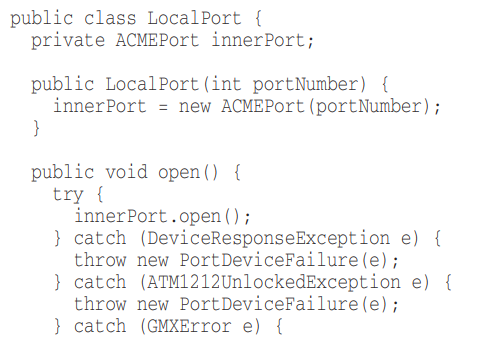 public class LocalPort {
  private ACMEPort innerPort;

  public LocalPort(int portNumber) {
    innerPort = new ACMEPort(portNumber);
  }

  public void open() {
    try {
      innerPort.open();
    } catch (DeviceResponseException e) {
      throw new PortDeviceFailure(e);
    } catch (ATM1212UnlockedException e) {
      throw new PortDeviceFailure(e);
    } catch (GMXError e) {